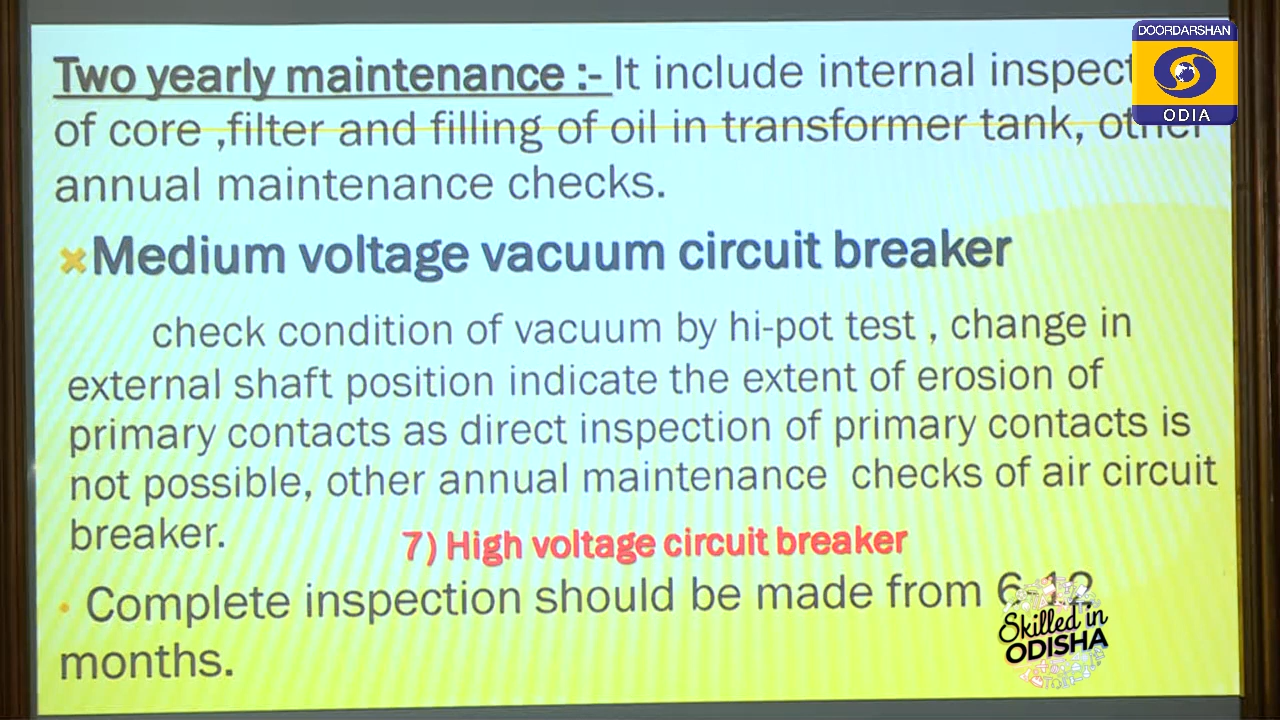 Two yearly maintenance :- It include internal inspect
of core ,filter and filling of oil in transformer tank, other
annual maintenance checks.
Medium voltage vacuum circuit breaker
check condition of vacuum by hi-pot test , change in
external shaft position indicate the extent of erosion of
primary contacts as direct inspection of primary contacts is
not possible, other annual maintenance checks of air circuit
breaker.
7) High voltage circuit breaker
• Complete inspection should be made from 6-12
months.
DOORDARSHAN
ODIA
Skilled in
ODISHA